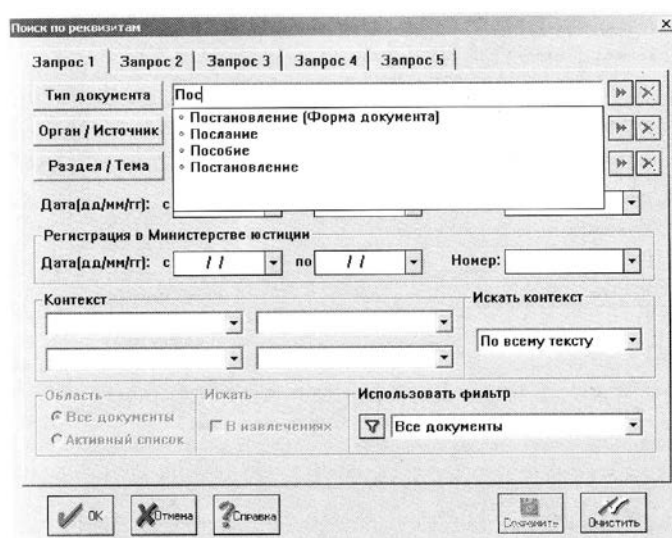 Поиск по реквизитам
Запрос 1 Запрос 2 Запрос 3 Запрос 4 Запрос 5
Тип документа Пос
Орган / Источник
Раздел / Тема
• Постановление (Форма документа)
• Послание
• Пособие
• Постановление
Дата(дд/мм/гг): с
Регистрация в Министерстве юстиции
Дата(дд/мм/гг): с / / по / / Номер:
Контекст
Искать контекст
По всему тексту
Область
Все документы
Активный список
Искать
В извлечениях
Использовать фильтр
Все документы
OK Отмена Справка Сохранить Очистить